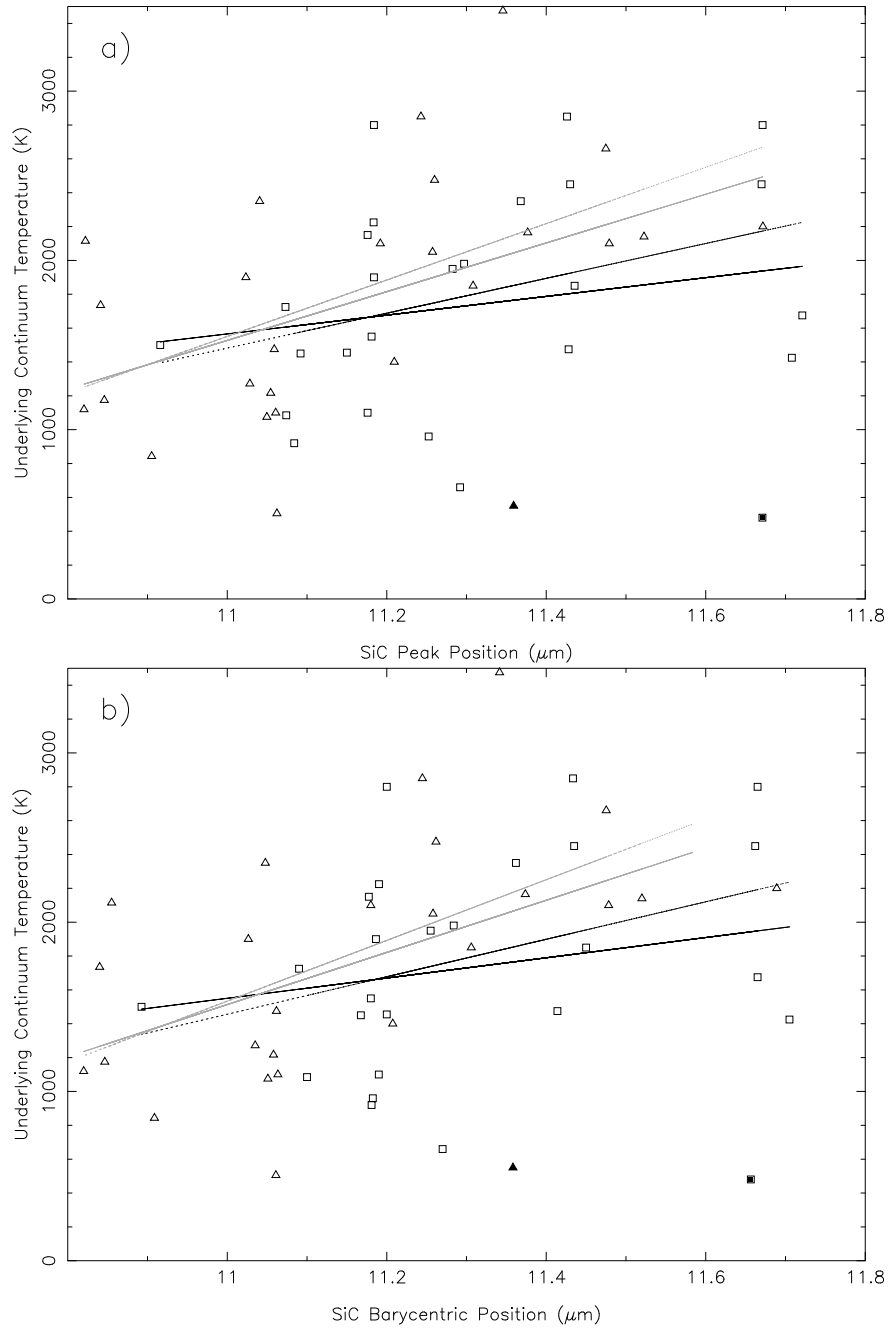 a)
3000
2000
1000
0
Underlying Continuum Temperature (K)
11 11.2 11.4 11.6 11.8
SiC Peak Position (μm)
b)
3000
2000
1000
0
Underlying Continuum Temperature (K)
11 11.2 11.4 11.6 11.8
SiC Barycentric Position (μm)